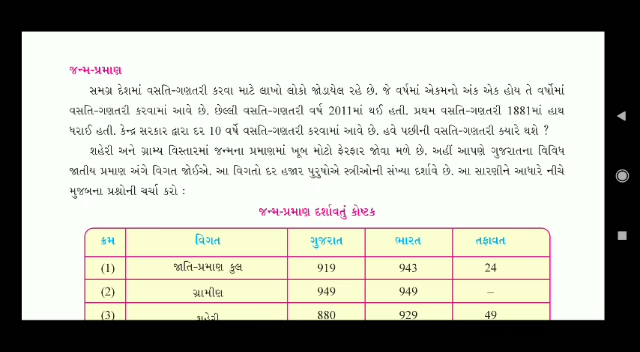 જન્મ-પ્રમાણ
સમગ્ર દેશમાં વસતિ-ગણતરી કરવા માટે લાખો લોકો જોડાયેલ રહે છે. જે વર્ષમાં એકમનો અંક એક હોય તે વર્ષોમાં
વસતિ-ગણતરી કરવામાં આવે છે. છેલ્લી વસતિ-ગણતરી વર્ષ 2011માં થઈ હતી. પ્રથમ વસતિ-ગણતરી 1881માં હાથ
ધરાઈ હતી. કેન્દ્ર સરકાર દ્વારા દર 10 વર્ષે વસતિ-ગણતરી કરવામાં આવે છે. હવે પછીની વસતિ-ગણતરી ક્યારે થશે ?
શહેરી અને ગ્રામ્ય વિસ્તારમાં જન્મના પ્રમાણમાં ખૂબ મોટો ફેરફાર જોવા મળે છે. અહીં આપણે ગુજરાતના વિવિધ
જાતીય પ્રમાણ અંગે વિગત જોઈએ. આ વિગતો દર હજાર પુરુષોએ સ્ત્રીઓની સંખ્યા દર્શાવે છે. આ સારણીને આધારે નીચે
મુજબના પ્રશ્નોની ચર્ચા કરો :
જન્મ-પ્રમાણ દર્શાવતું કોષ્ટક
ક્રમ વિગત ગુજરાત ભારત તફાવત
(1) જાતિ-પ્રમાણ કુલ 919 943 24
(2) ગ્રામીણ 949 949 –
(3) શહેરી 880 929 49